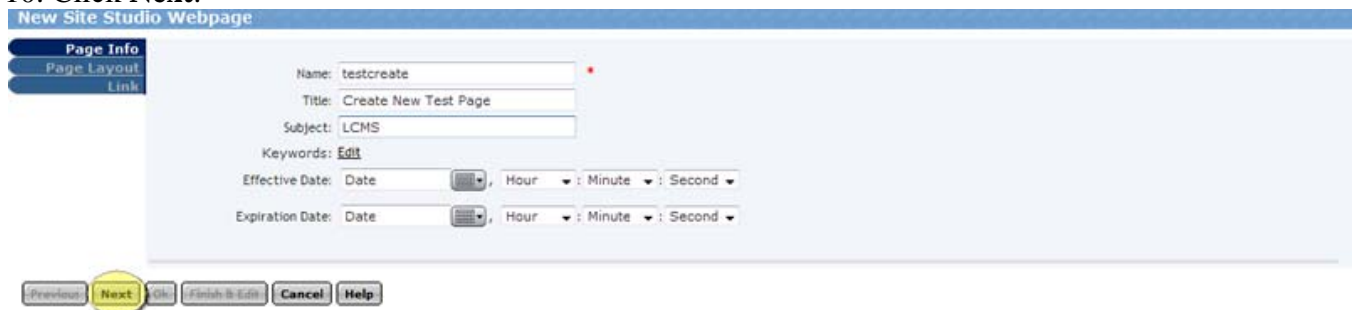 10. Click Next.
New Site Studio Webpage
Page Info
Page Layout
Link
Name: testcreate *
Title: Create New Test Page
Subject: LCMS
Keywords: Edit
Effective Date: Date , Hour : Minute : Second
Expiration Date: Date , Hour : Minute : Second
Previous Next Ok Finish & Edit Cancel Help